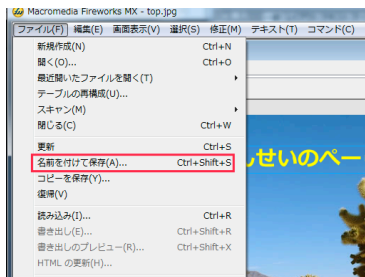 Macromedia Fireworks MX - top.jpg
ファイル(F) 編集(E) 画面表示(V) 選択(S) 修正(M) テキスト(T) コマンド(C)
新規作成(N) Ctrl+N
開く(O)... Ctrl+O
最近開いたファイルを開く(T)
テーブルの再構成(U)...
スキャン(M)
閉じる(C) Ctrl+W
更新 Ctrl+S
名前を付けて保存(A)... Ctrl+Shift+S
コピーを保存(Y)...
復帰(V)
読み込み(I)... Ctrl+R
書き出し(E)... Ctrl+Shift+R
書き出しのプレビュー(R)... Ctrl+Shift+X
HTML の更新(H)...
んせいのペー